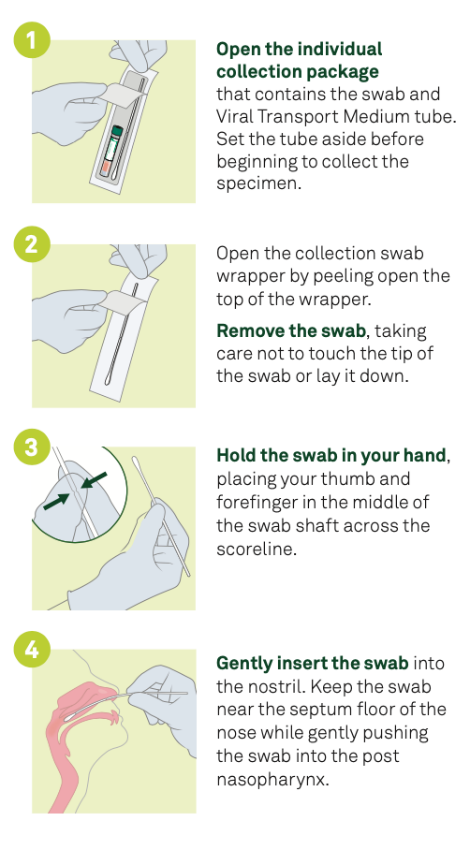 1
Open the individual
collection package
that contains the swab and
Viral Transport Medium tube.
Set the tube aside before
beginning to collect the
specimen.
2
Open the collection swab
wrapper by peeling open the
top of the wrapper.
Remove the swab, taking
care not to touch the tip of
the swab or lay it down.
3
Hold the swab in your hand,
placing your thumb and
forefinger in the middle of
the swab shaft across the
scoreline.
4
Gently insert the swab into
the nostril. Keep the swab
near the septum floor of the
nose while gently pushing
the swab into the post
nasopharynx.